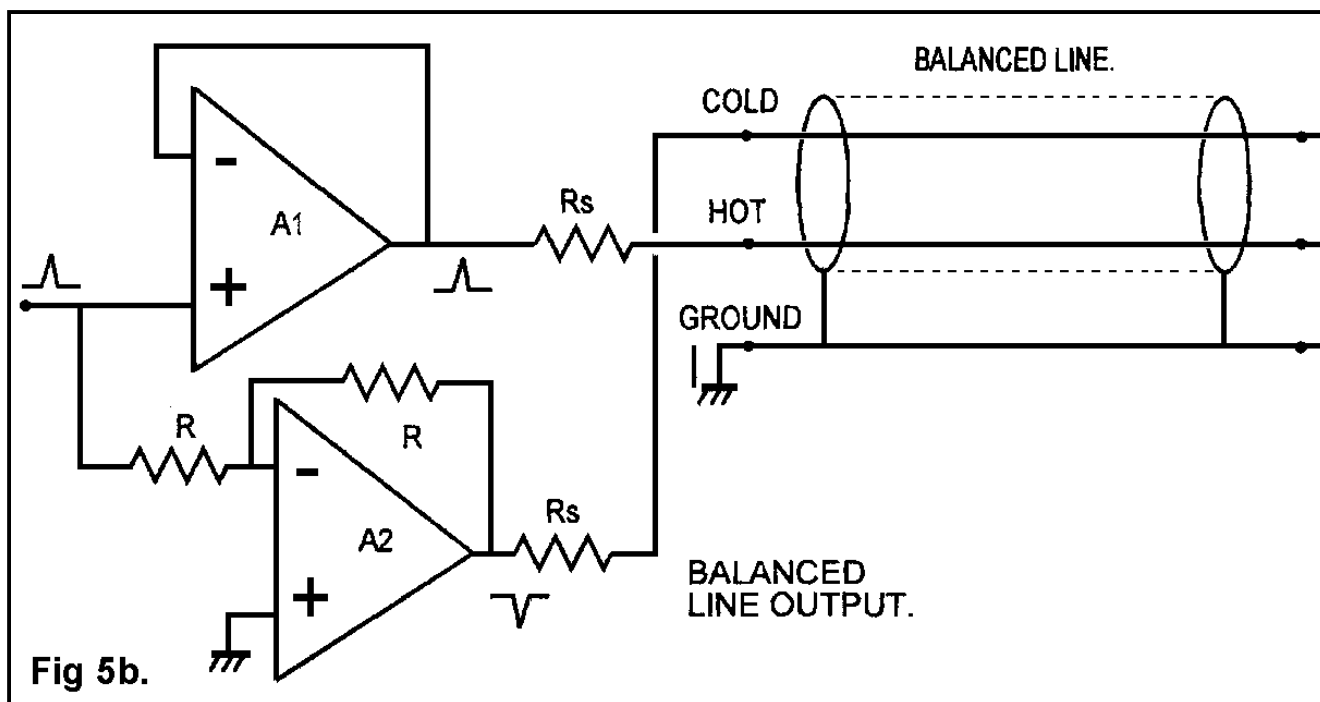 BALANCED LINE.
COLD
-
A1
Rs
HOT
+
GROUND
R
R
-
A2
Rs
+
BALANCED
LINE OUTPUT.
Fig 5b.